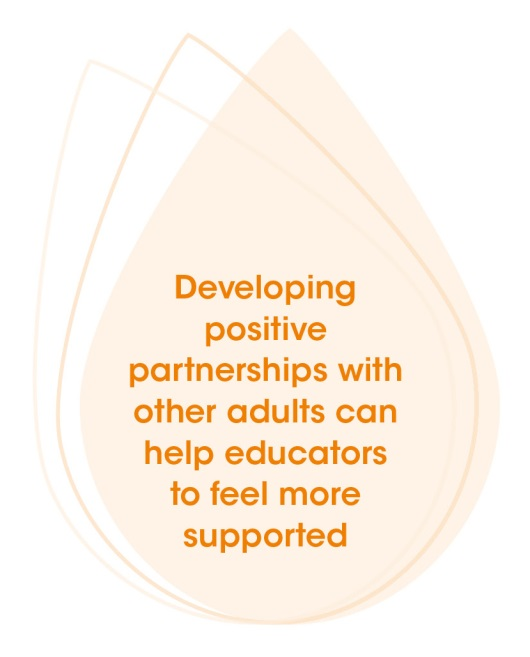 Developing
positive
partnerships with
other adults can
help educators
to feel more
supported